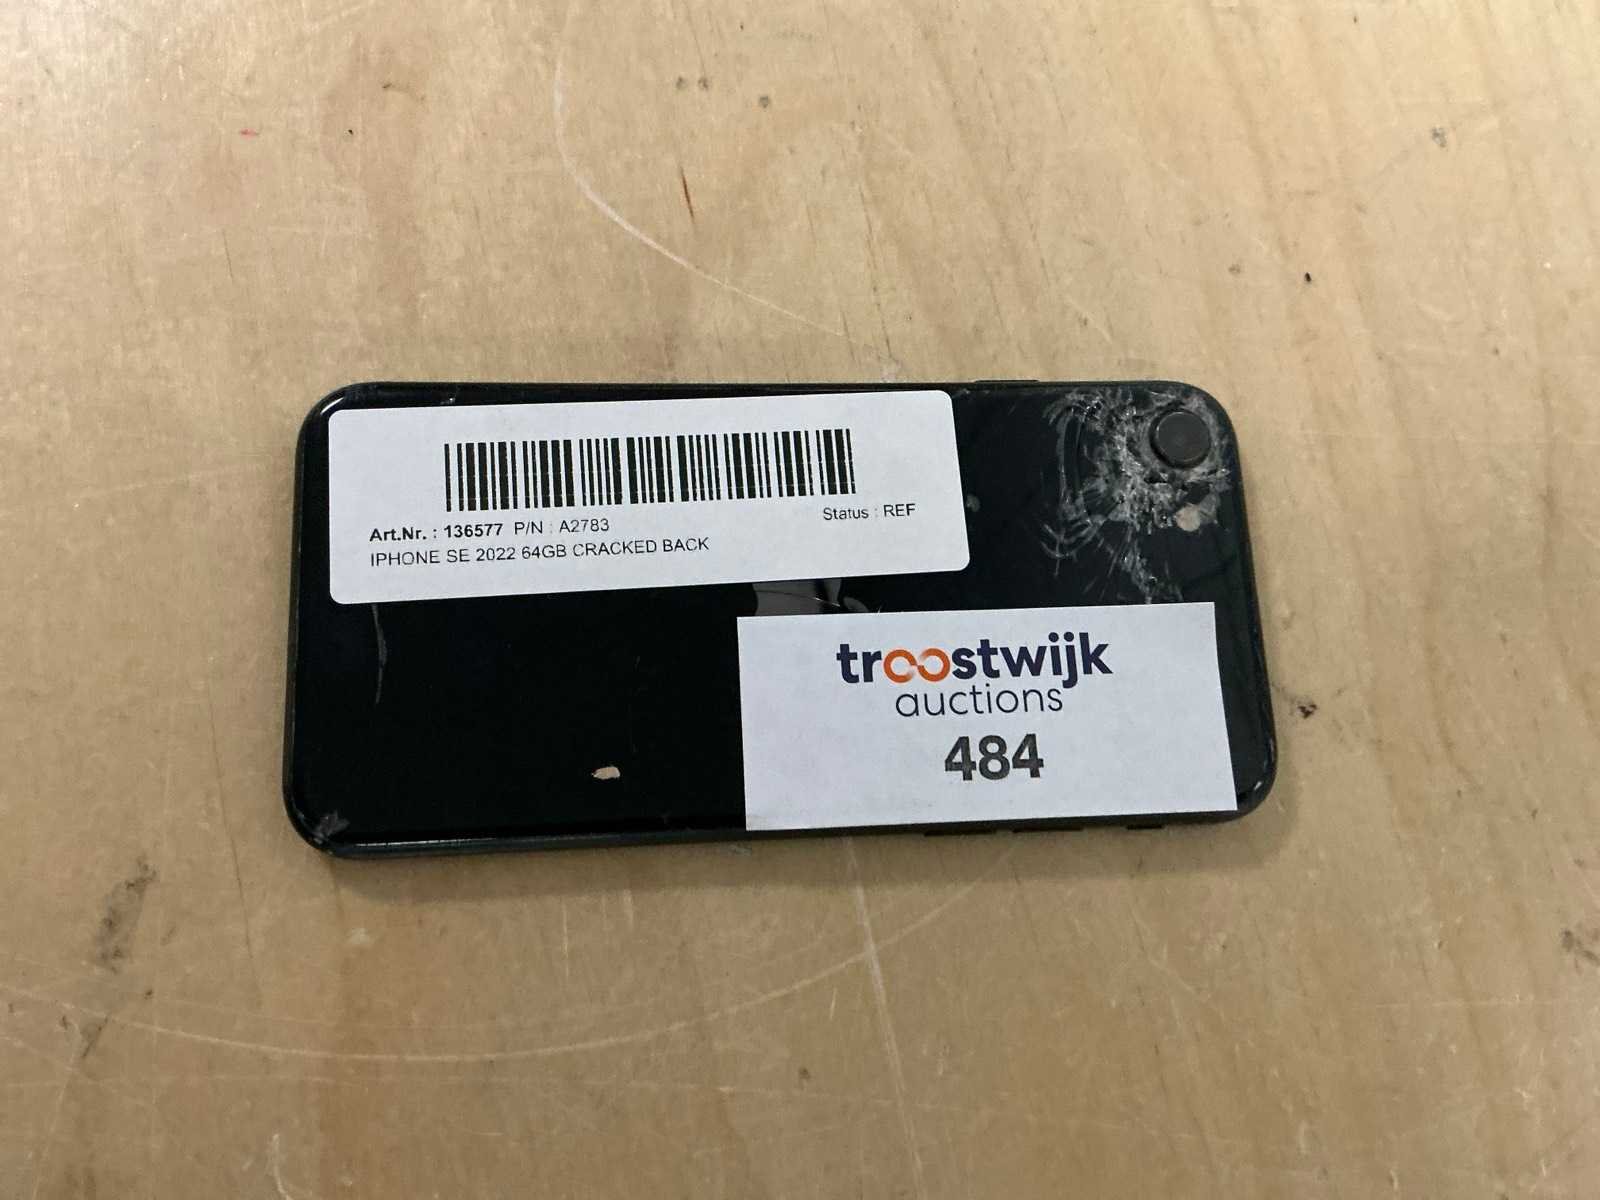 Art.Nr. : 136577 P/N : A2783 Status : REF
IPHONE SE 2022 64GB CRACKED BACK
troostwijk
auctions
484